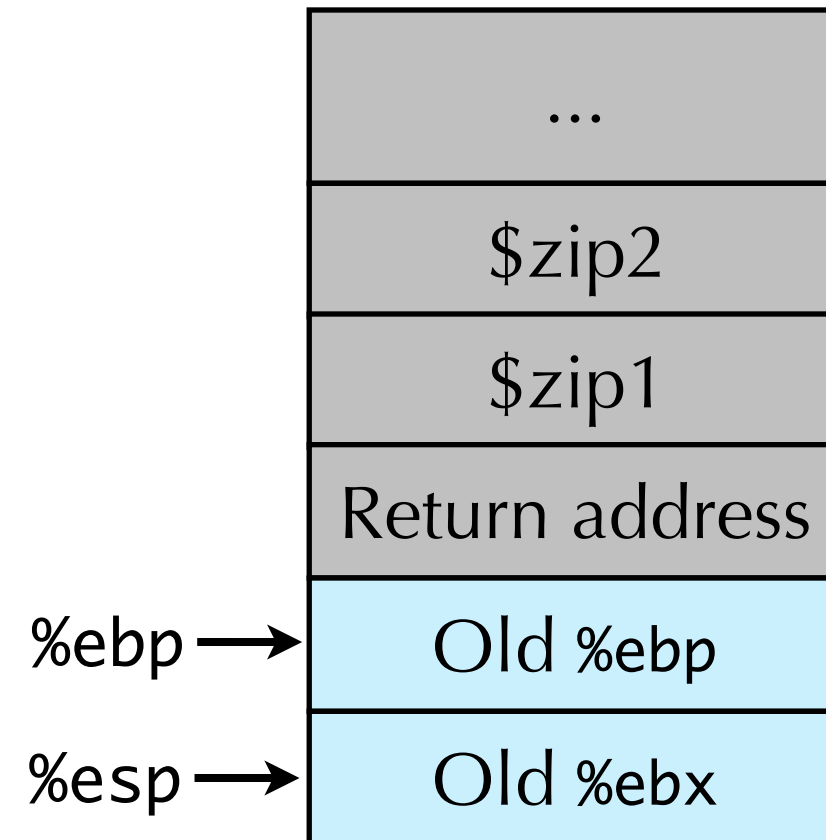 ...
$zip2
$zip1
Return address
%ebp Old %ebp
%esp Old %ebx